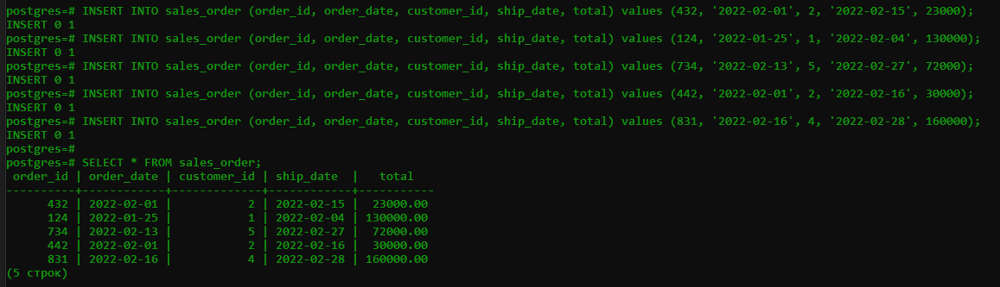 postgres=# INSERT INTO sales_order (order_id, order_date, customer_id, ship_date, total) values (432, '2022-02-01', 2, '2022-02-15', 23000);
INSERT 0 1
postgres=# INSERT INTO sales_order (order_id, order_date, customer_id, ship_date, total) values (124, '2022-01-25', 1, '2022-02-04', 130000);
INSERT 0 1
postgres=# INSERT INTO sales_order (order_id, order_date, customer_id, ship_date, total) values (734, '2022-02-13', 5, '2022-02-27', 72000);
INSERT 0 1
postgres=# INSERT INTO sales_order (order_id, order_date, customer_id, ship_date, total) values (442, '2022-02-01', 2, '2022-02-16', 30000);
INSERT 0 1
postgres=# INSERT INTO sales_order (order_id, order_date, customer_id, ship_date, total) values (831, '2022-02-16', 4, '2022-02-28', 160000);
INSERT 0 1
postgres=#
postgres=# SELECT * FROM sales_order;
 order_id | order_date | customer_id | ship_date  |   total
----------+------------+-------------+------------+-----------
      432 | 2022-02-01 |           2 | 2022-02-15 |  23000.00
      124 | 2022-01-25 |           1 | 2022-02-04 | 130000.00
      734 | 2022-02-13 |           5 | 2022-02-27 |  72000.00
      442 | 2022-02-01 |           2 | 2022-02-16 |  30000.00
      831 | 2022-02-16 |           4 | 2022-02-28 | 160000.00
(5 строк)